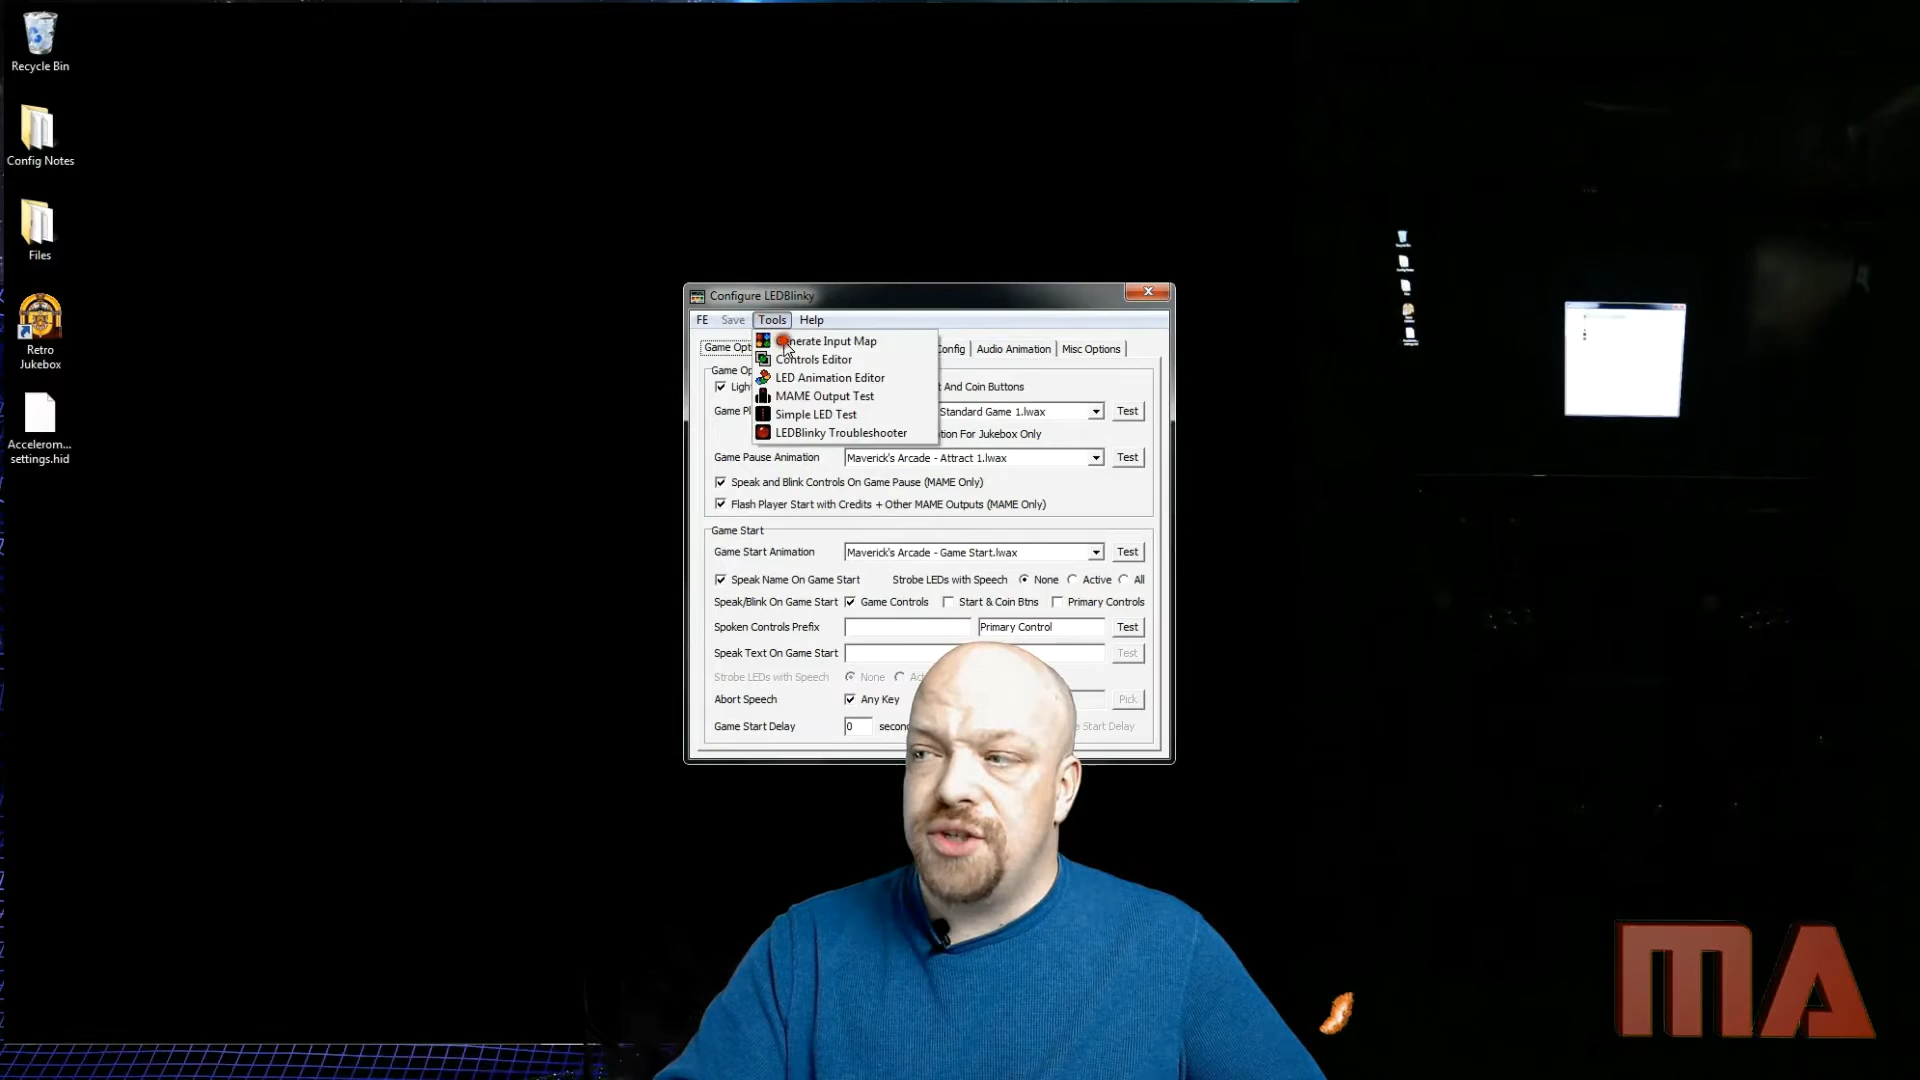 Recycle Bin
Config Notes
Files
Retro
Jukebox
Accelerom...
settings.hid
Configure LEDBlinky
FE Save Tools Help
Generate Input Map
Controls Editor
LED Animation Editor
MAME Output Test
Simple LED Test
LEDBlinky Troubleshooter
Game Opt
Config Audio Animation Misc Options
Game Op
Light
And Coin Buttons
Game Pl
Standard Game 1.lwax Test
For Jukebox Only
Game Pause Animation Maverick's Arcade - Attract 1.lwax Test
Speak and Blink Controls On Game Pause (MAME Only)
Flash Player Start with Credits + Other MAME Outputs (MAME Only)
Game Start
Game Start Animation Maverick's Arcade - Game Start.lwax Test
Speak Name On Game Start Strobe LEDs with Speech None Active All
Speak/Blink On Game Start Game Controls Start & Coin Btns Primary Controls
Spoken Controls Prefix Primary Control Test
Speak Text On Game Start Test
Strobe LEDs with Speech None
Abort Speech Any Key Pick
Game Start Delay 0 Start Delay
MA